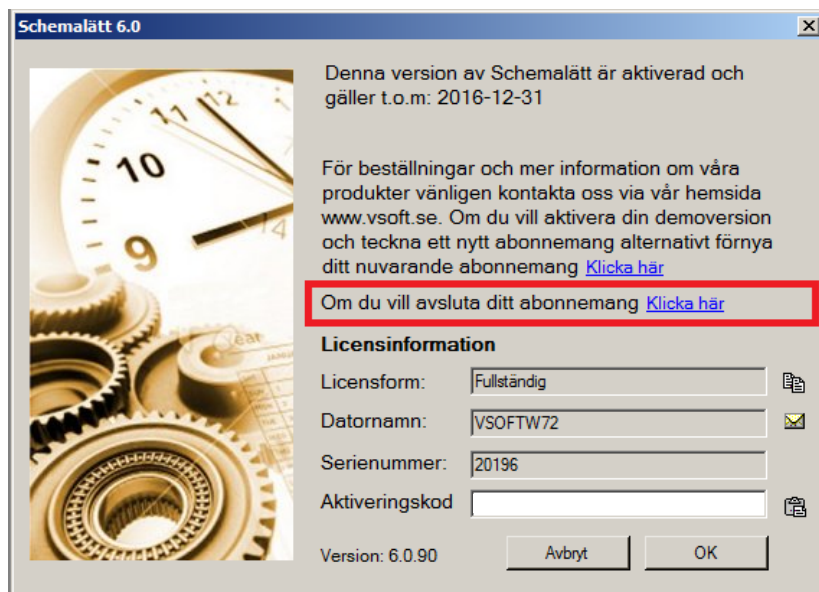 Schemalätt 6.0
Denna version av Schemalätt är aktiverad och
gäller t.o.m: 2016-12-31
För beställningar och mer information om våra
produkter vänligen kontakta oss via vår hemsida
www.vsoft.se. Om du vill aktivera din demoversion
och teckna ett nytt abonnemang alternativt förnya
ditt nuvarande abonnemang Klicka här
Om du vill avsluta ditt abonnemang Klicka här
Licensinformation
Licensform: Fullständig
Datornamn: VSOFTW72
Serienummer: 20196
Aktiveringskod
Version: 6.0.90 Avbryt OK
11 12
10
9
14